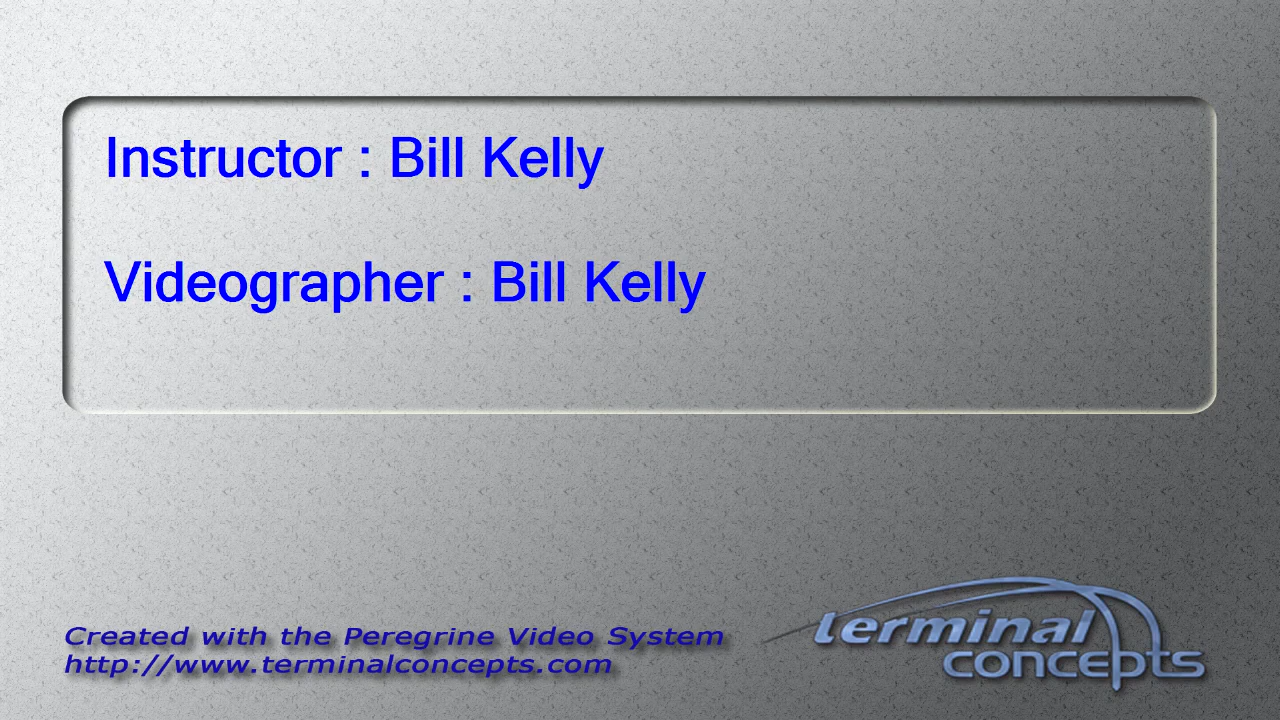 Instructor : Bill Kelly
Videographer : Bill Kelly
Created with the Peregrine Video System
http://www.terminalconcepts.com
terminal
concepts